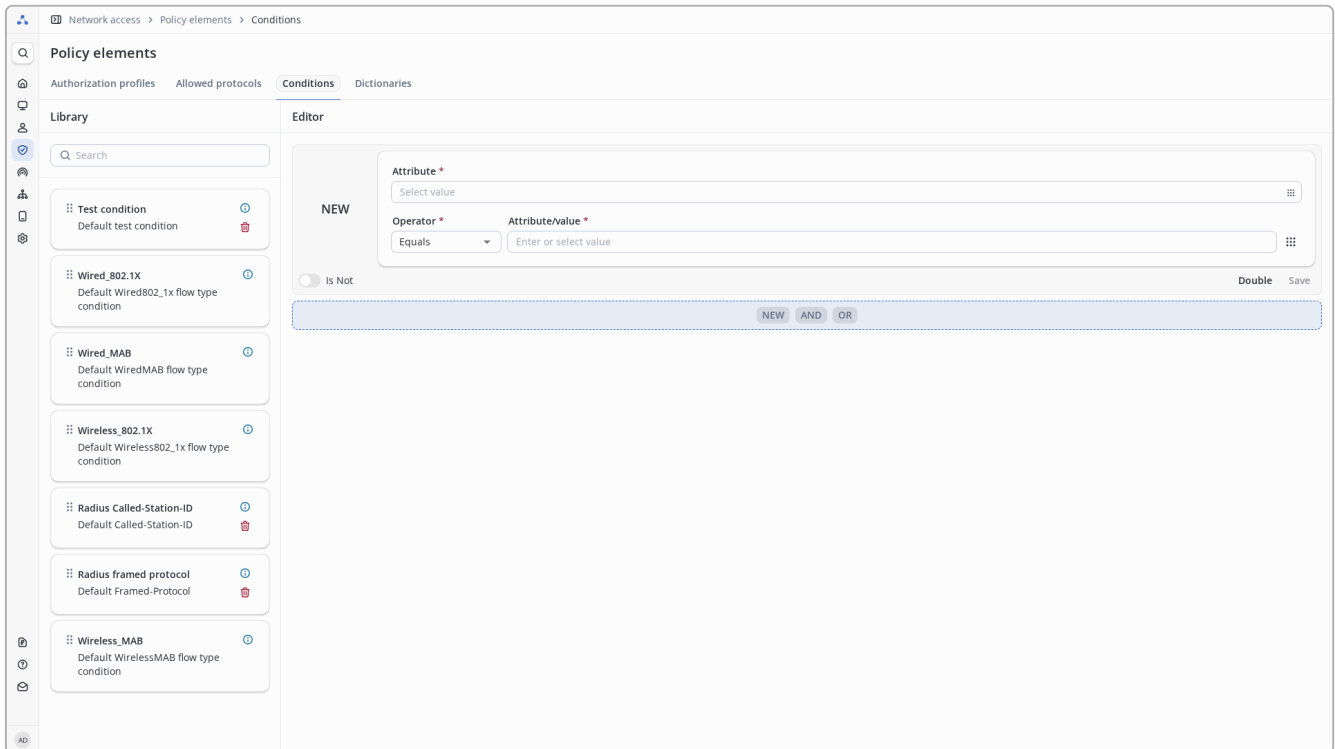 Network access > Policy elements > Conditions
Policy elements
Authorization profiles Allowed protocols Conditions Dictionaries
Library
Editor
Search
Test condition
Default test condition
Wired_802.1X
Default Wired802_1x flow type
condition
Wired_MAB
Default WiredMAB flow type
condition
Wireless_802.1X
Default Wireless802_1x flow type
condition
Radius Called-Station-ID
Default Called-Station-ID
Radius framed protocol
Default Framed-Protocol
Wireless_MAB
Default WirelessMAB flow type
condition
NEW
Attribute *
Select value
Operator * Attribute/value *
Equals Enter or select value
Is Not Double Save
NEW AND OR
AD